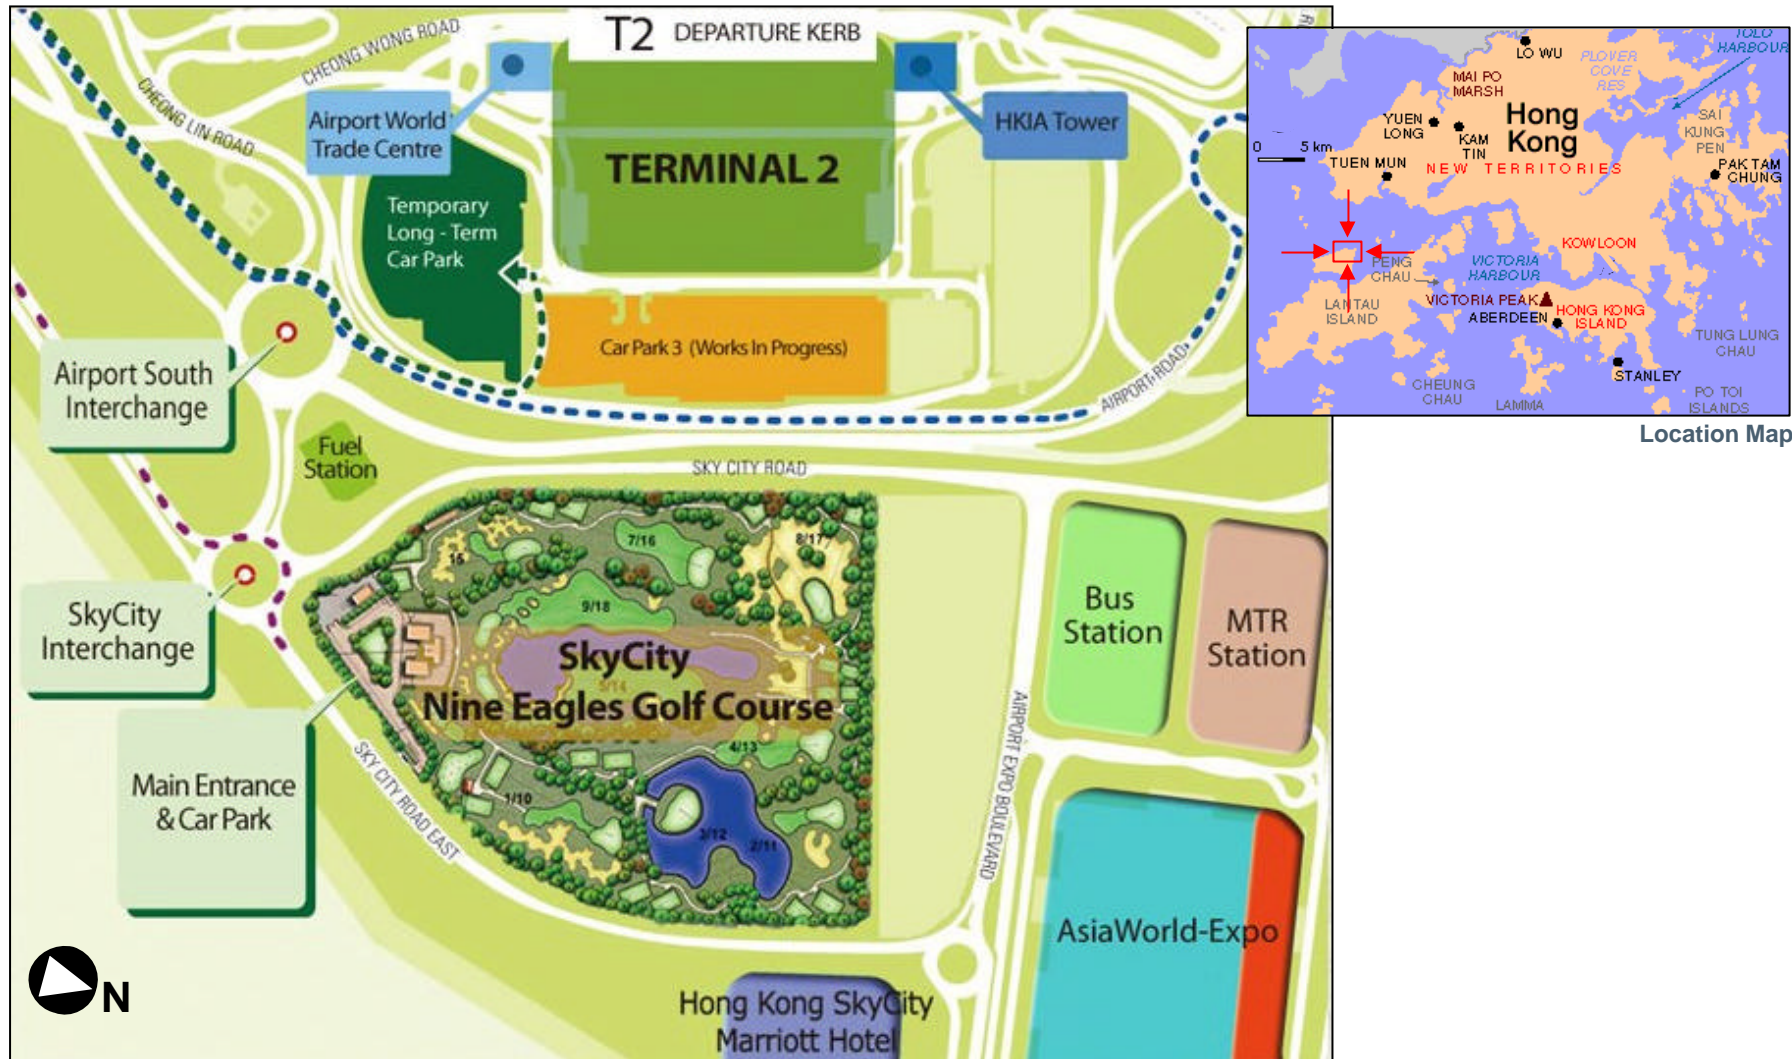 T2 DEPARTURE KERB
CHEONG WONG ROAD
CHEONG LIN ROAD
Airport World
Trade Centre
HKIA Tower
TERMINAL 2
Temporary
Long - Term
Car Park
Car Park 3 (Works In Progress)
Airport South
Interchange
AIRPORT ROAD
Fuel
Station
SKY CITY ROAD
7/16
8/17
15
9/18
SkyCity
Interchange
SkyCity
5/14
Nine Eagles Golf Course
4/13
1/10
3/12
2/11
Main Entrance
& Car Park
SKY CITY ROAD EAST
AIRPORT EXPO BOULEVARD
Bus
Station
MTR
Station
AsiaWorld-Expo
Hong Kong SkyCity
Marriott Hotel
N
LO WU
TOLO
HARBOUR
PLOVER
COVE
RES
MAI PO
MARSH
Hong
Kong
YUEN
LONG
KAM
TIN
SAI
KUNG
PEN
0 5 km
TUEN MUN
NEW TERRITORIES
PAK TAM
CHUNG
KOWLOON
PENG
CHAU
VICTORIA
HARBOUR
LANTAU
ISLAND
VICTORIA PEAK
ABERDEEN
HONG KONG
ISLAND
TUNG LUNG
CHAU
STANLEY
CHEUNG
CHAU
LAMMA
PO TOI
ISLANDS
Location Map